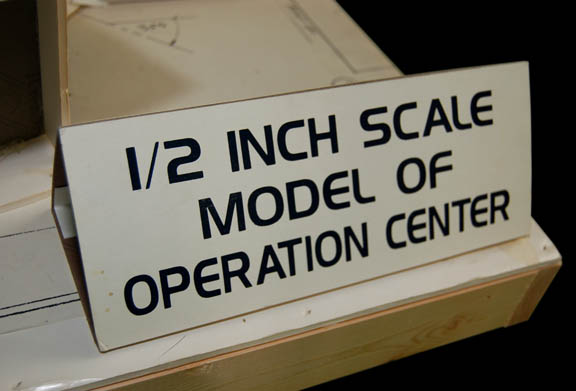 1/2 INCH SCALE
MODEL OF
OPERATION CENTER